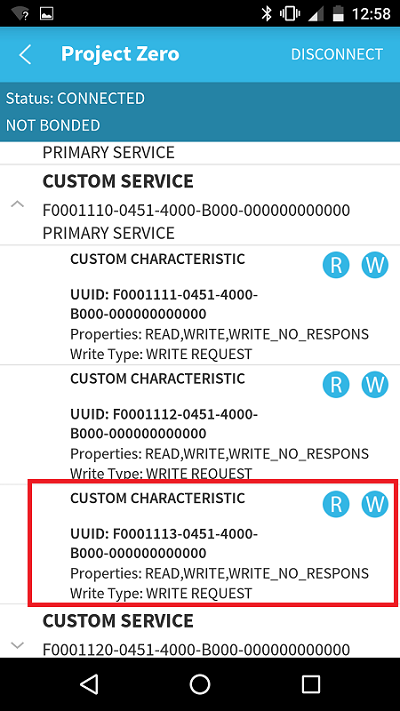 12:58
Project Zero
DISCONNECT
Status: CONNECTED
NOT BONDED
PRIMARY SERVICE
CUSTOM SERVICE
F0001110-0451-4000-B000-000000000000
PRIMARY SERVICE
CUSTOM CHARACTERISTIC
R W
UUID: F0001111-0451-4000-
B000-000000000000
Properties: READ,WRITE,WRITE_NO_RESPONS
Write Type: WRITE REQUEST
CUSTOM CHARACTERISTIC
R W
UUID: F0001112-0451-4000-
B000-000000000000
Properties: READ,WRITE,WRITE_NO_RESPONS
Write Type: WRITE REQUEST
CUSTOM CHARACTERISTIC
R W
UUID: F0001113-0451-4000-
B000-000000000000
Properties: READ,WRITE,WRITE_NO_RESPONS
Write Type: WRITE REQUEST
CUSTOM SERVICE
F0001120-0451-4000-B000-000000000000